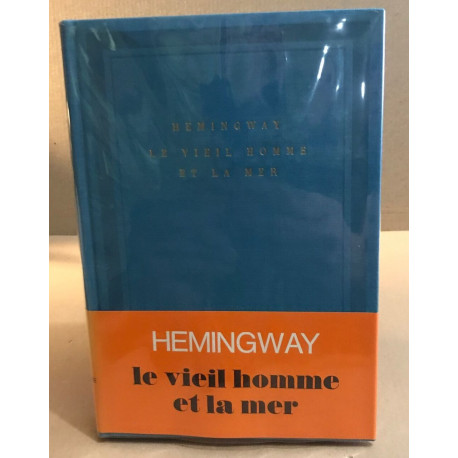 HEMINGWAY
LE VIEIL HOMME
ET LA MER
HEMINGWAY
le vieil homme
et la mer